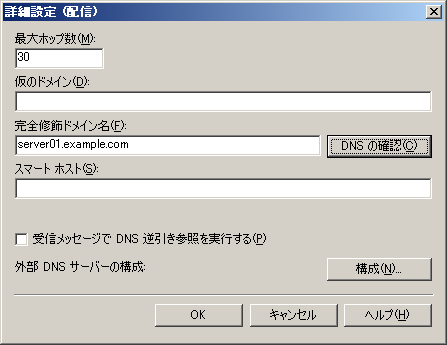 詳細設定 (配信)
最大ホップ数(M):
30
仮のドメイン(D):
完全修飾ドメイン名(F):
server01.example.com
DNS の確認(C)
スマート ホスト(S):
受信メッセージで DNS 逆引き参照を実行する(P)
外部 DNS サーバーの構成:
構成(N)...
OK
キャンセル
ヘルプ(H)